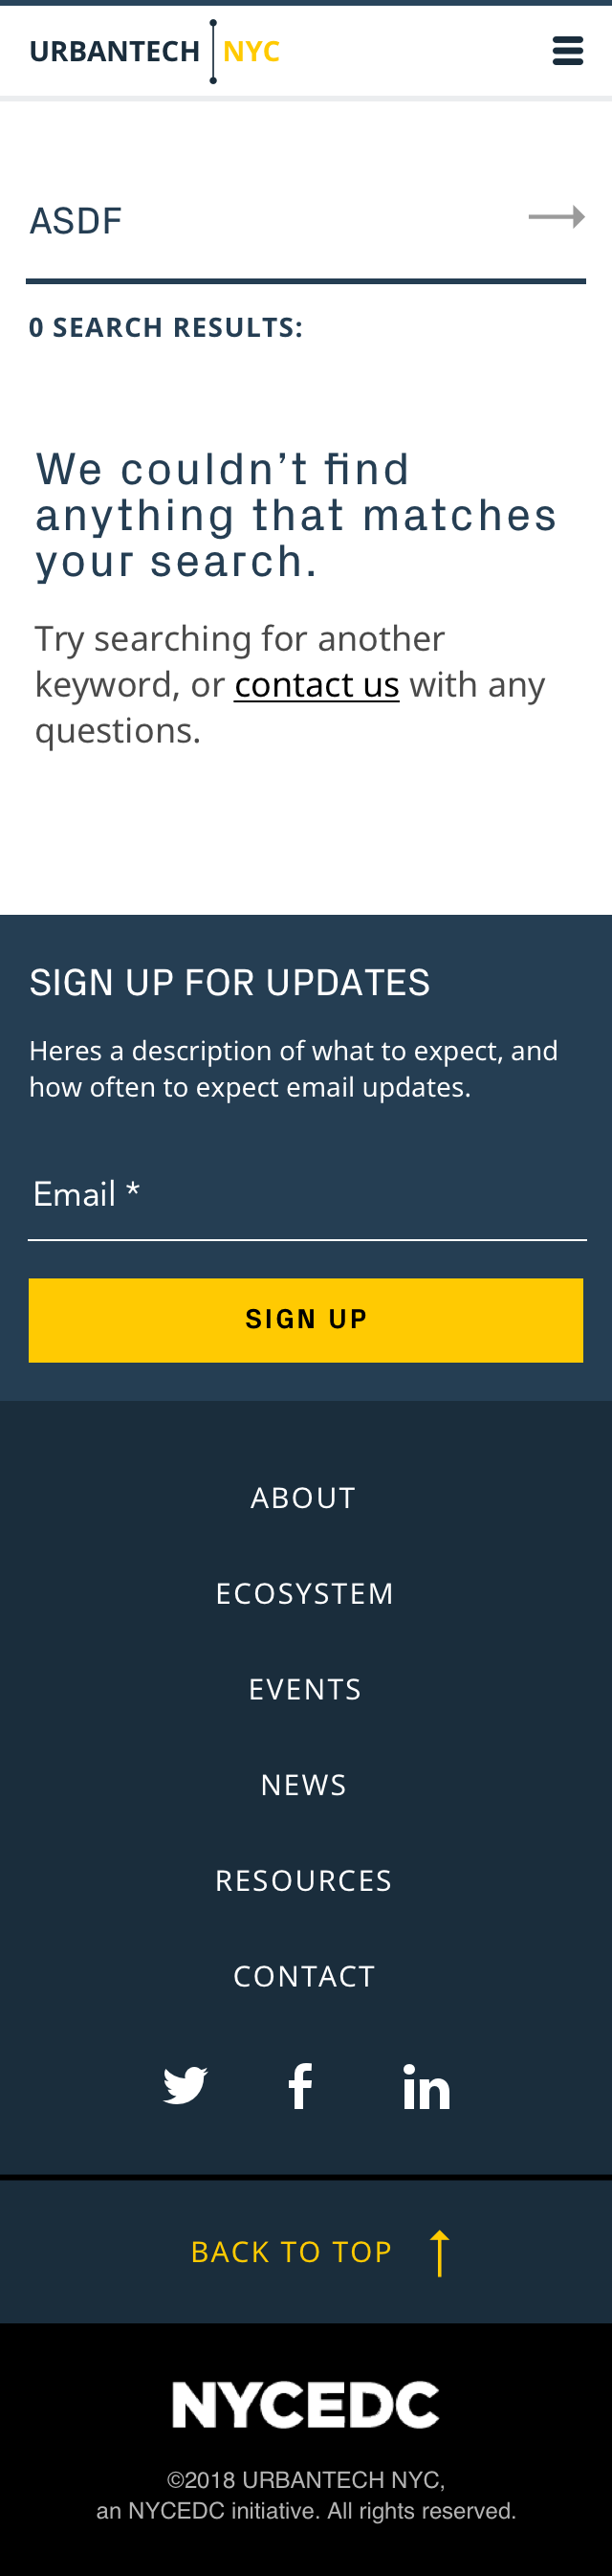 URBANTECH NYC
ASDF
0 SEARCH RESULTS:
We couldn’t find
anything that matches
your search.
Try searching for another
keyword, or contact us with any
questions.
SIGN UP FOR UPDATES
Heres a description of what to expect, and
how often to expect email updates.
Email *
SIGN UP
ABOUT
ECOSYSTEM
EVENTS
NEWS
RESOURCES
CONTACT
BACK TO TOP
NYCEDC
©2018 URBANTECH NYC,
an NYCEDC initiative. All rights reserved.